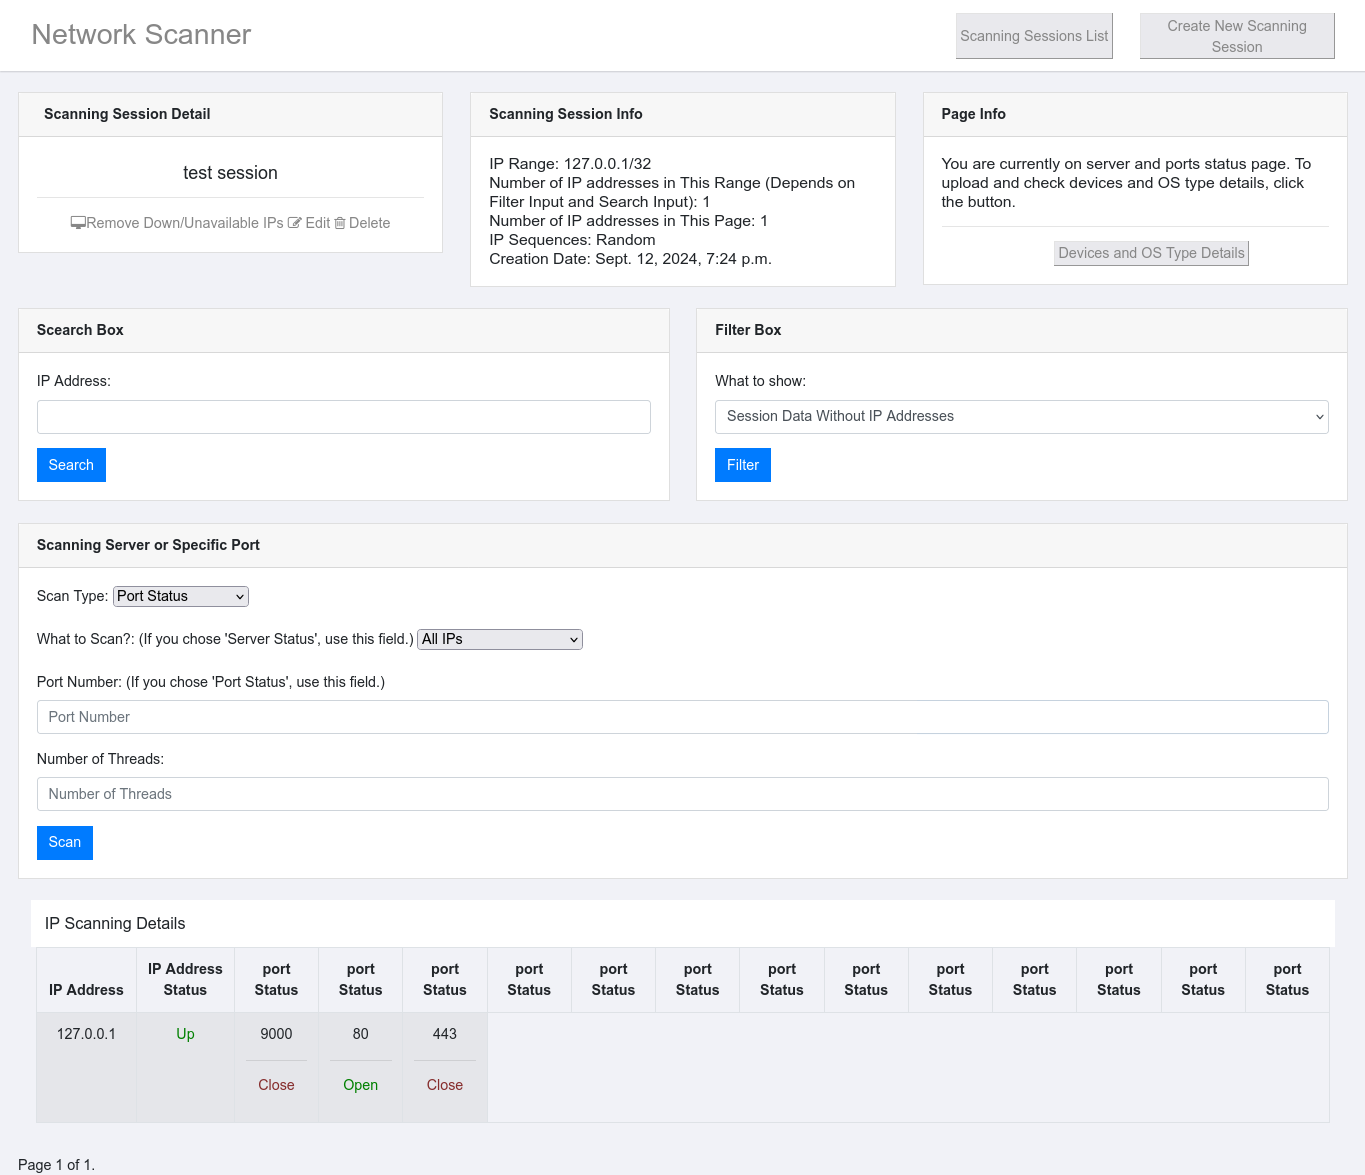 Network Scanner
Scanning Sessions List
Create New Scanning
Session
Scanning Session Detail
test session
Remove Down/Unavailable IPs Edit Delete
Scanning Session Info
IP Range: 127.0.0.1/32
Number of IP addresses in This Range (Depends on
Filter Input and Search Input): 1
Number of IP addresses in This Page: 1
IP Sequences: Random
Creation Date: Sept. 12, 2024, 7:24 p.m.
Page Info
You are currently on server and ports status page. To
upload and check devices and OS type details, click
the button.
Devices and OS Type Details
Scearch Box
IP Address:
Search
Filter Box
What to show:
Session Data Without IP Addresses
Filter
Scanning Server or Specific Port
Scan Type: Port Status
What to Scan?: (If you chose 'Server Status', use this field.) All IPs
Port Number: (If you chose 'Port Status', use this field.)
Port Number
Number of Threads:
Number of Threads
Scan
IP Scanning Details
IP Address port port port port port port port port port port port port port
IP Address Status Status Status Status Status Status Status Status Status Status Status Status Status Status
127.0.0.1 Up 9000 80 443
Close Open Close
Page 1 of 1.